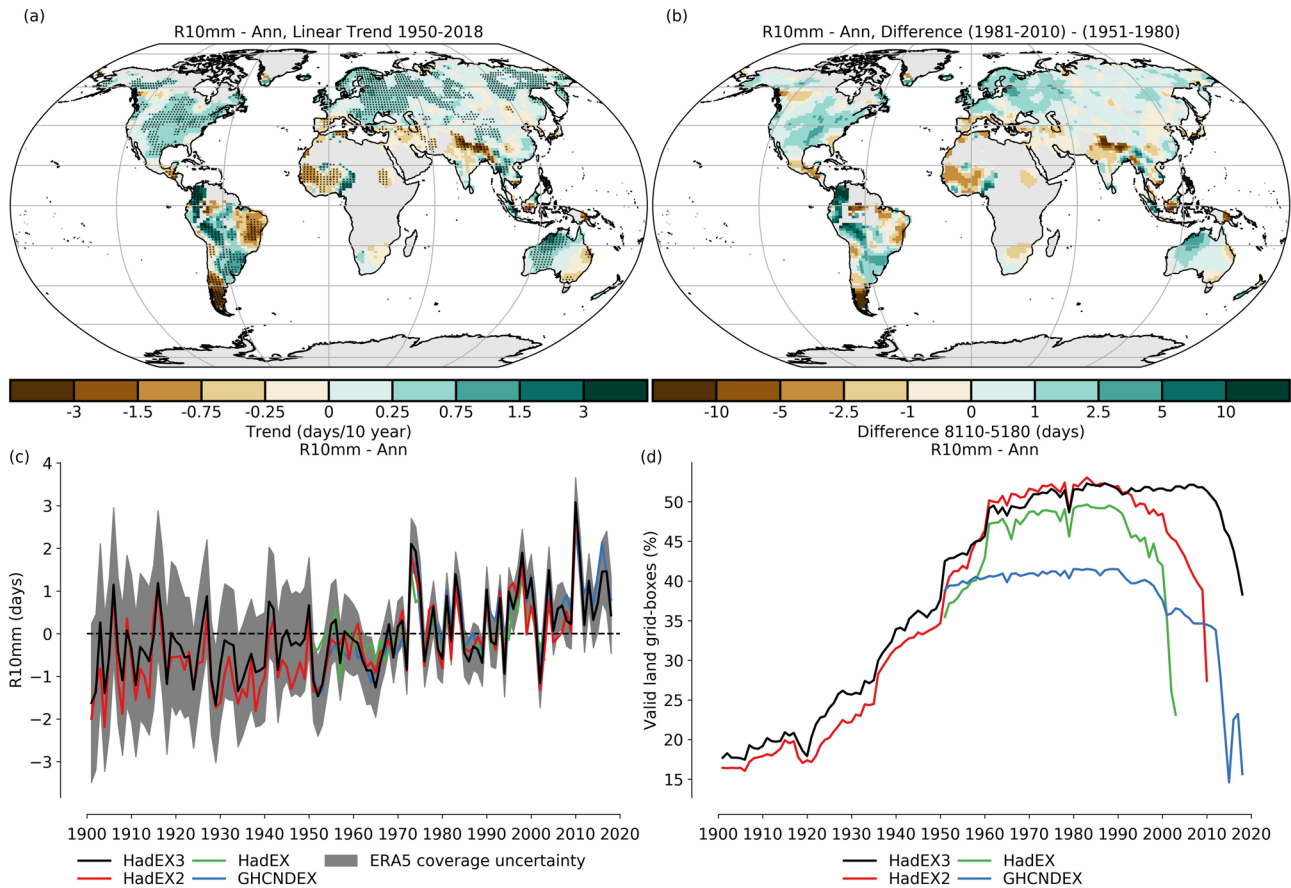 (a)
R10mm - Ann, Linear Trend 1950-2018
-3 -1.5 -0.75 -0.25 0 0.25 0.75 1.5 3
Trend (days/10 year)
(b)
R10mm - Ann, Difference (1981-2010) - (1951-1980)
-10 -5 -2.5 -1 0 1 2.5 5 10
Difference 8110-5180 (days)
(c)
R10mm - Ann
R10mm (days)
4
3
2
1
0
−1
−2
−3
1900 1910 1920 1930 1940 1950 1960 1970 1980 1990 2000 2010 2020
HadEX3 HadEX ERA5 coverage uncertainty
HadEX2 GHCNDEX
(d)
R10mm - Ann
Valid land grid-boxes (%)
50
45
40
35
30
25
20
15
1900 1910 1920 1930 1940 1950 1960 1970 1980 1990 2000 2010 2020
HadEX3 HadEX
HadEX2 GHCNDEX